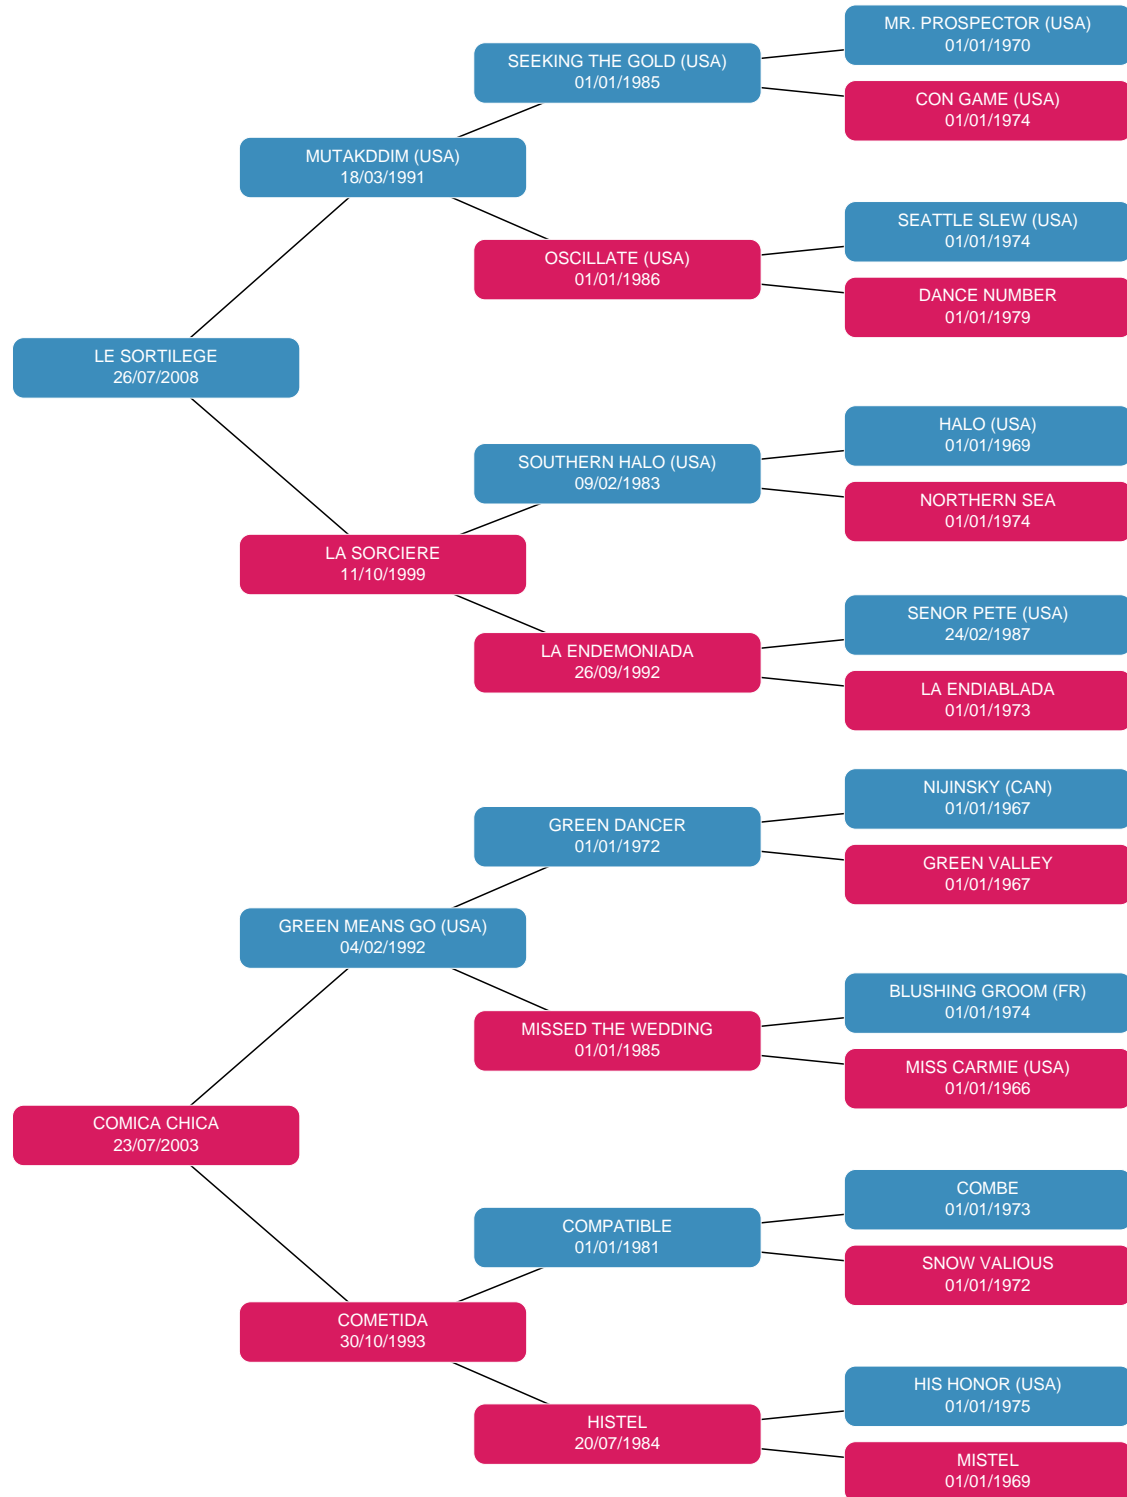 MR. PROSPECTOR (USA)
01/01/1970
SEEKING THE GOLD (USA)
01/01/1985
CON GAME (USA)
01/01/1974
MUTAKDDIM (USA)
18/03/1991
SEATTLE SLEW (USA)
01/01/1974
OSCILLATE (USA)
01/01/1986
DANCE NUMBER
01/01/1979
LE SORTILEGE
26/07/2008
HALO (USA)
01/01/1969
SOUTHERN HALO (USA)
09/02/1983
NORTHERN SEA
01/01/1974
LA SORCIERE
11/10/1999
SENOR PETE (USA)
24/02/1987
LA ENDEMONIADA
26/09/1992
LA ENDIABLADA
01/01/1973
NIJINSKY (CAN)
01/01/1967
GREEN DANCER
01/01/1972
GREEN VALLEY
01/01/1967
GREEN MEANS GO (USA)
04/02/1992
BLUSHING GROOM (FR)
01/01/1974
MISSED THE WEDDING
01/01/1985
MISS CARMIE (USA)
01/01/1966
COMICA CHICA
23/07/2003
COMBE
01/01/1973
COMPATIBLE
01/01/1981
SNOW VALIOUS
01/01/1972
COMETIDA
30/10/1993
HIS HONOR (USA)
01/01/1975
HISTEL
20/07/1984
MISTEL
01/01/1969